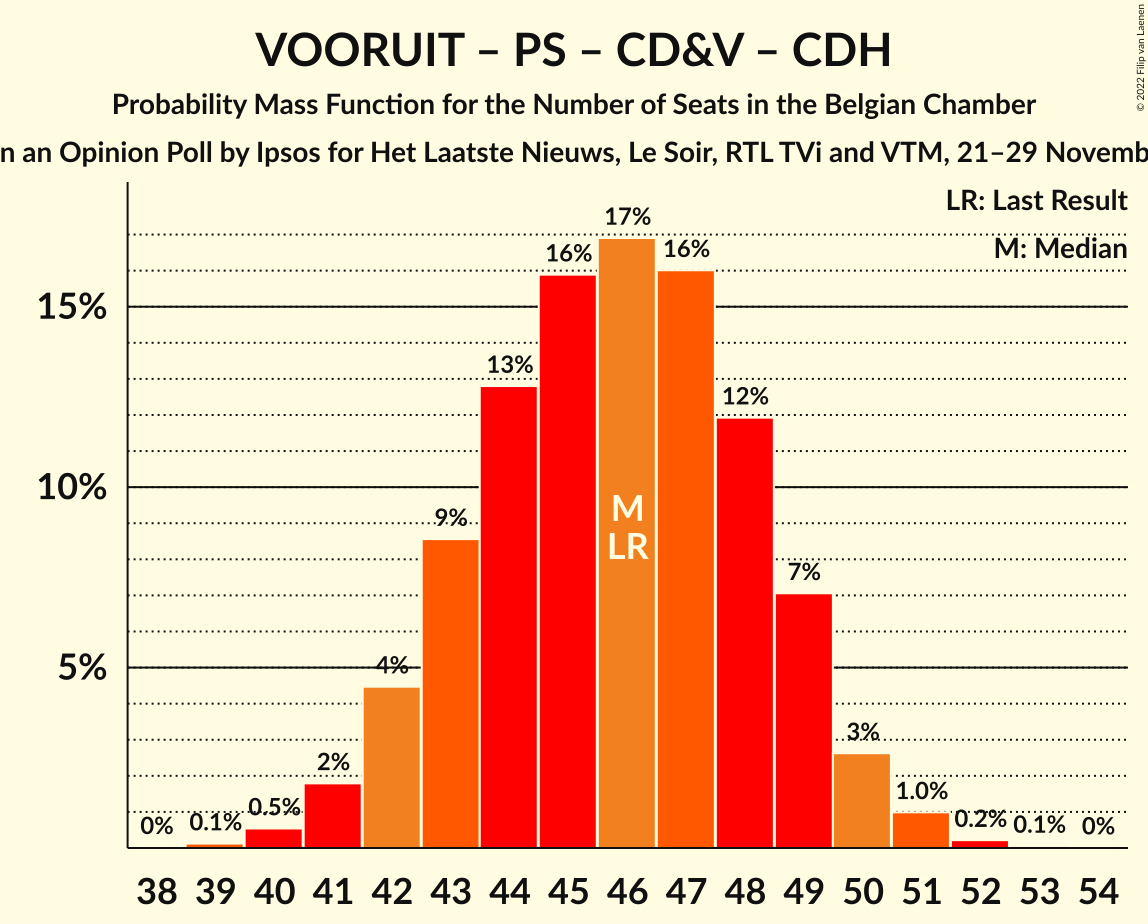 VOORUIT – PS – CD&V – CDH
Probability Mass Function for the Number of Seats in the Belgian Chamber
n an Opinion Poll by Ipsos for Het Laatste Nieuws, Le Soir, RTL TVi and VTM, 21–29 Novemb
© 2022 Filip van Laenen
LR: Last Result
M: Median
15%
10%
5%
0% 0.1% 0.5% 2% 4% 9% 13% 16% 17% 16% 12% 7% 3% 1.0% 0.2% 0.1% 0%
M
LR
38 39 40 41 42 43 44 45 46 47 48 49 50 51 52 53 54